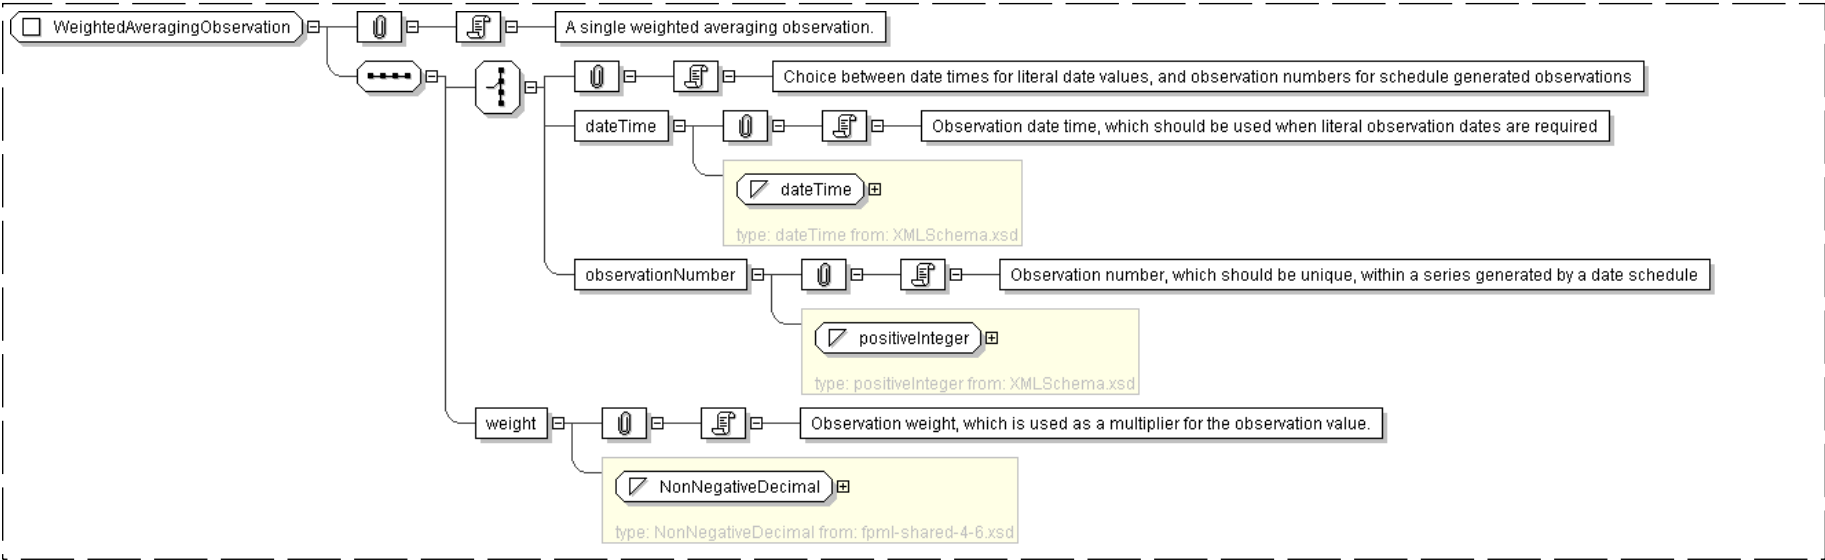 WeightedAveragingObservation
A single weighted averaging observation.
Choice between date times for literal date values, and observation numbers for schedule generated observations
dateTime
Observation date time, which should be used when literal observation dates are required
dateTime
type: dateTime from: XMLSchema.xsd
observationNumber
Observation number, which should be unique, within a series generated by a date schedule
positiveInteger
type: positiveInteger from: XMLSchema.xsd
weight
Observation weight, which is used as a multiplier for the observation value.
NonNegativeDecimal
type: NonNegativeDecimal from: fpml-shared-4-6.xsd